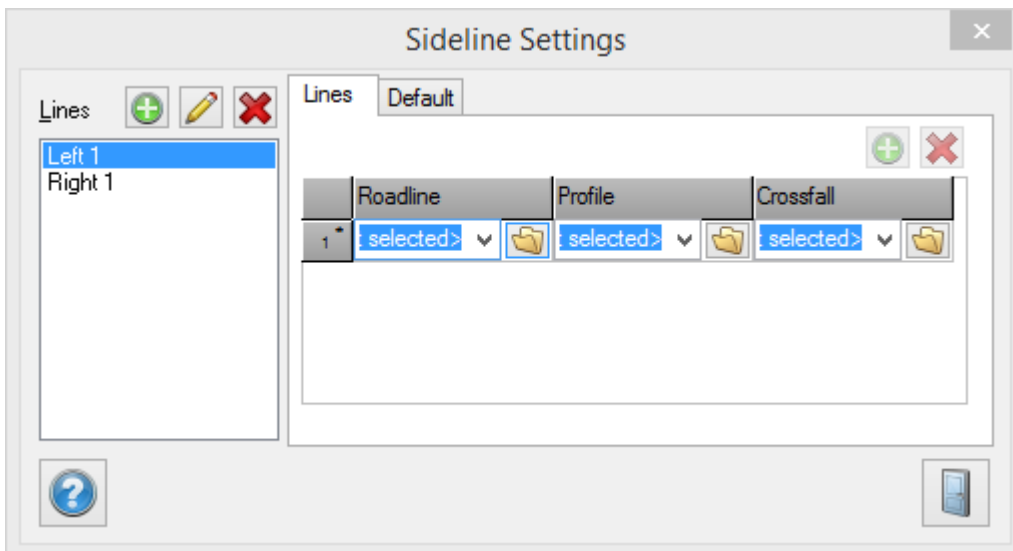 Sideline Settings
Lines
Left 1
Right 1
Lines Default
Roadline Profile Crossfall
1* : selected> : selected> : selected>